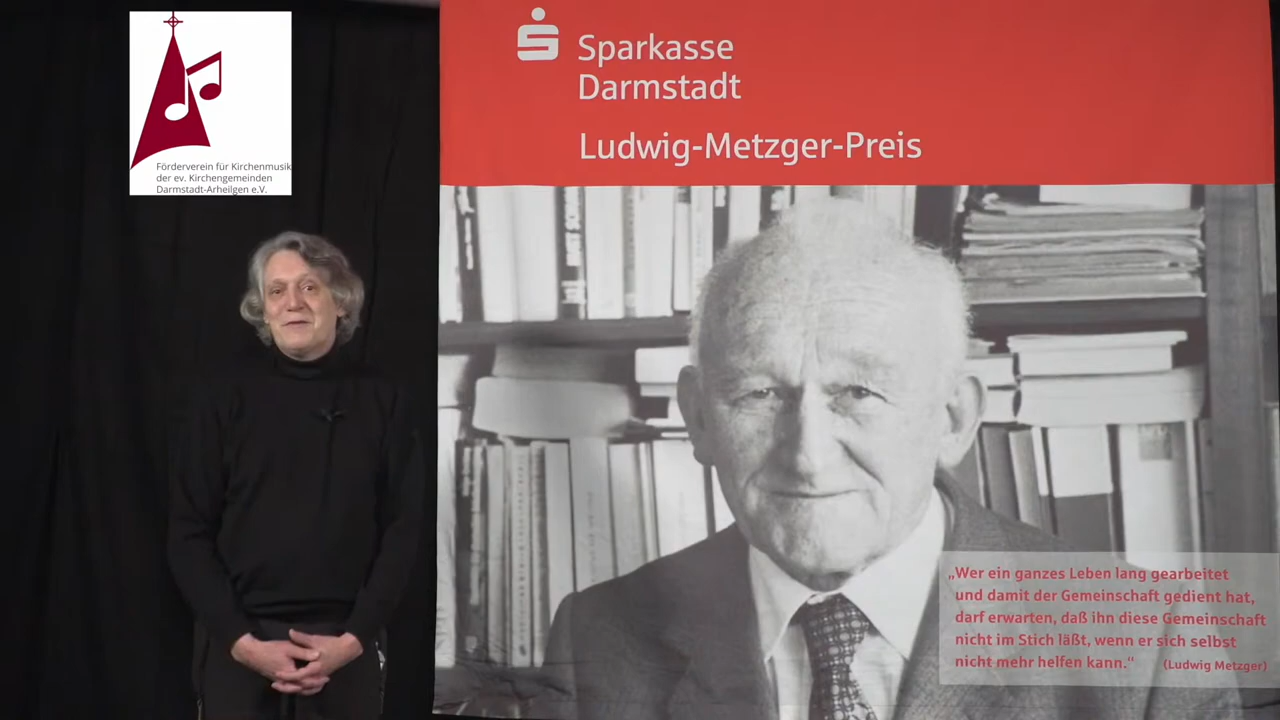 Förderverein für Kirchenmusik
der ev. Kirchengemeinden
Darmstadt-Arheilgen e.V.
Sparkasse
Darmstadt
Ludwig-Metzger-Preis
„Wer ein ganzes Leben lang gearbeitet
und damit der Gemeinschaft gedient hat,
darf erwarten, daß ihn diese Gemeinschaft
nicht im Stich läßt, wenn er sich selbst
nicht mehr helfen kann.“ (Ludwig Metzger)